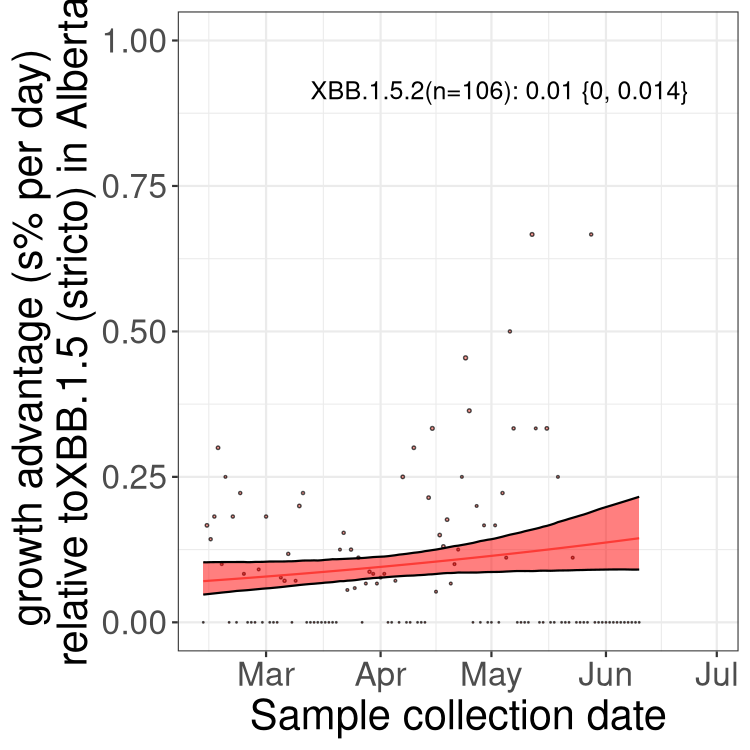 growth advantage (s% per day)
relative toXBB.1.5 (stricto) in Alberta
1.00
0.75
0.50
0.25
0.00
XBB.1.5.2(n=106): 0.01 {0, 0.014}
Mar Apr May Jun Jul
Sample collection date